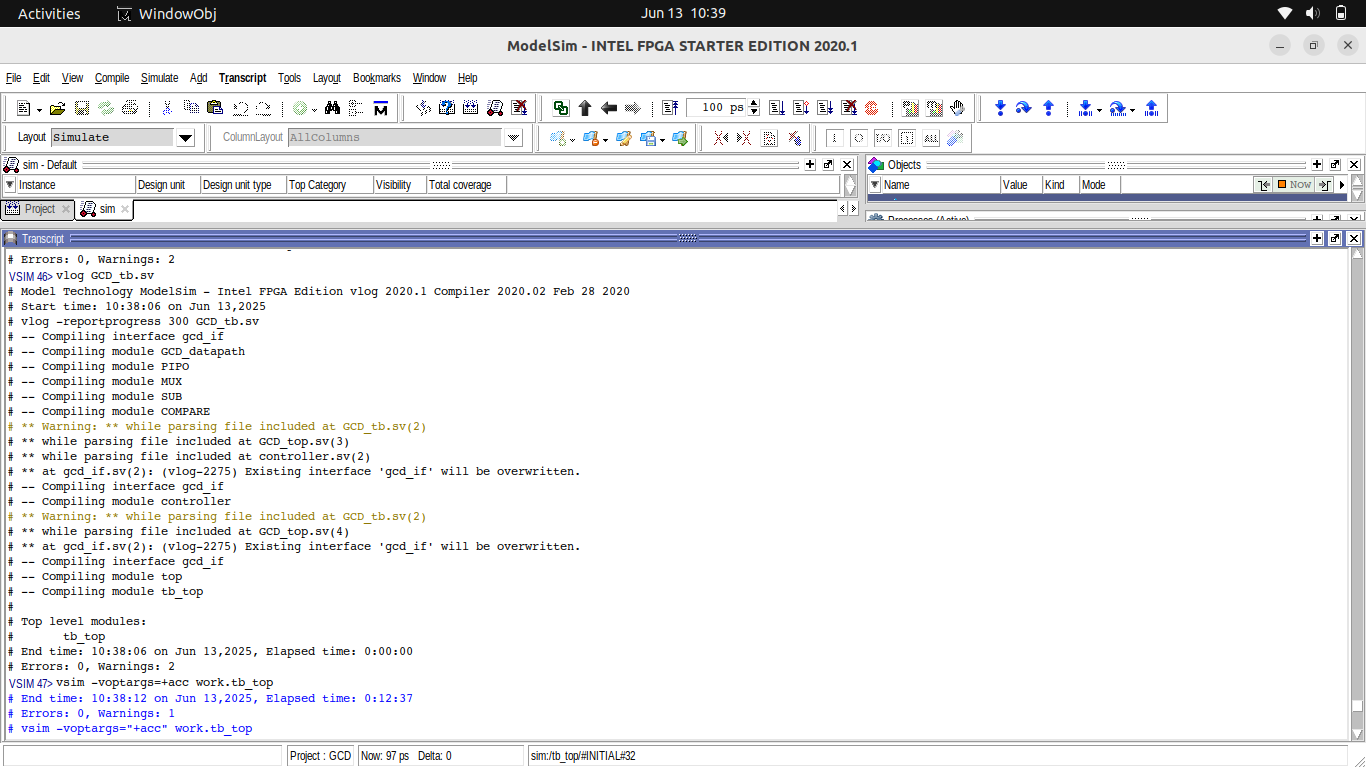 Activities WindowObj Jun 13 10:39
ModelSim - INTEL FPGA STARTER EDITION 2020.1
File Edit View Compile Simulate Add Transcript Tools Layout Bookmarks Window Help
100 ps
Layout Simulate ColumnLayout AllColumns
sim - Default Objects
Instance Design unit Design unit type Top Category Visibility Total coverage Name Value Kind Mode Now
Project sim Processes (Active)
Transcript
# Errors: 0, Warnings: 2
VSIM 46> vlog GCD_tb.sv
# Model Technology ModelSim - Intel FPGA Edition vlog 2020.1 Compiler 2020.02 Feb 28 2020
# Start time: 10:38:06 on Jun 13,2025
# vlog -reportprogress 300 GCD_tb.sv
# -- Compiling interface gcd_if
# -- Compiling module GCD_datapath
# -- Compiling module PIPO
# -- Compiling module MUX
# -- Compiling module SUB
# -- Compiling module COMPARE
# ** Warning: ** while parsing file included at GCD_tb.sv(2)
# ** while parsing file included at GCD_top.sv(3)
# ** while parsing file included at controller.sv(2)
# ** at gcd_if.sv(2): (vlog-2275) Existing interface 'gcd_if' will be overwritten.
# -- Compiling interface gcd_if
# -- Compiling module controller
# ** Warning: ** while parsing file included at GCD_tb.sv(2)
# ** while parsing file included at GCD_top.sv(4)
# ** at gcd_if.sv(2): (vlog-2275) Existing interface 'gcd_if' will be overwritten.
# -- Compiling interface gcd_if
# -- Compiling module top
# -- Compiling module tb_top
#
# Top level modules:
# tb_top
# End time: 10:38:06 on Jun 13,2025, Elapsed time: 0:00:00
# Errors: 0, Warnings: 2
VSIM 47> vsim -voptargs=+acc work.tb_top
# End time: 10:38:12 on Jun 13,2025, Elapsed time: 0:12:37
# Errors: 0, Warnings: 1
# vsim -voptargs="+acc" work.tb_top
Project : GCD Now: 97 ps Delta: 0 sim:/tb_top/#INITIAL#32